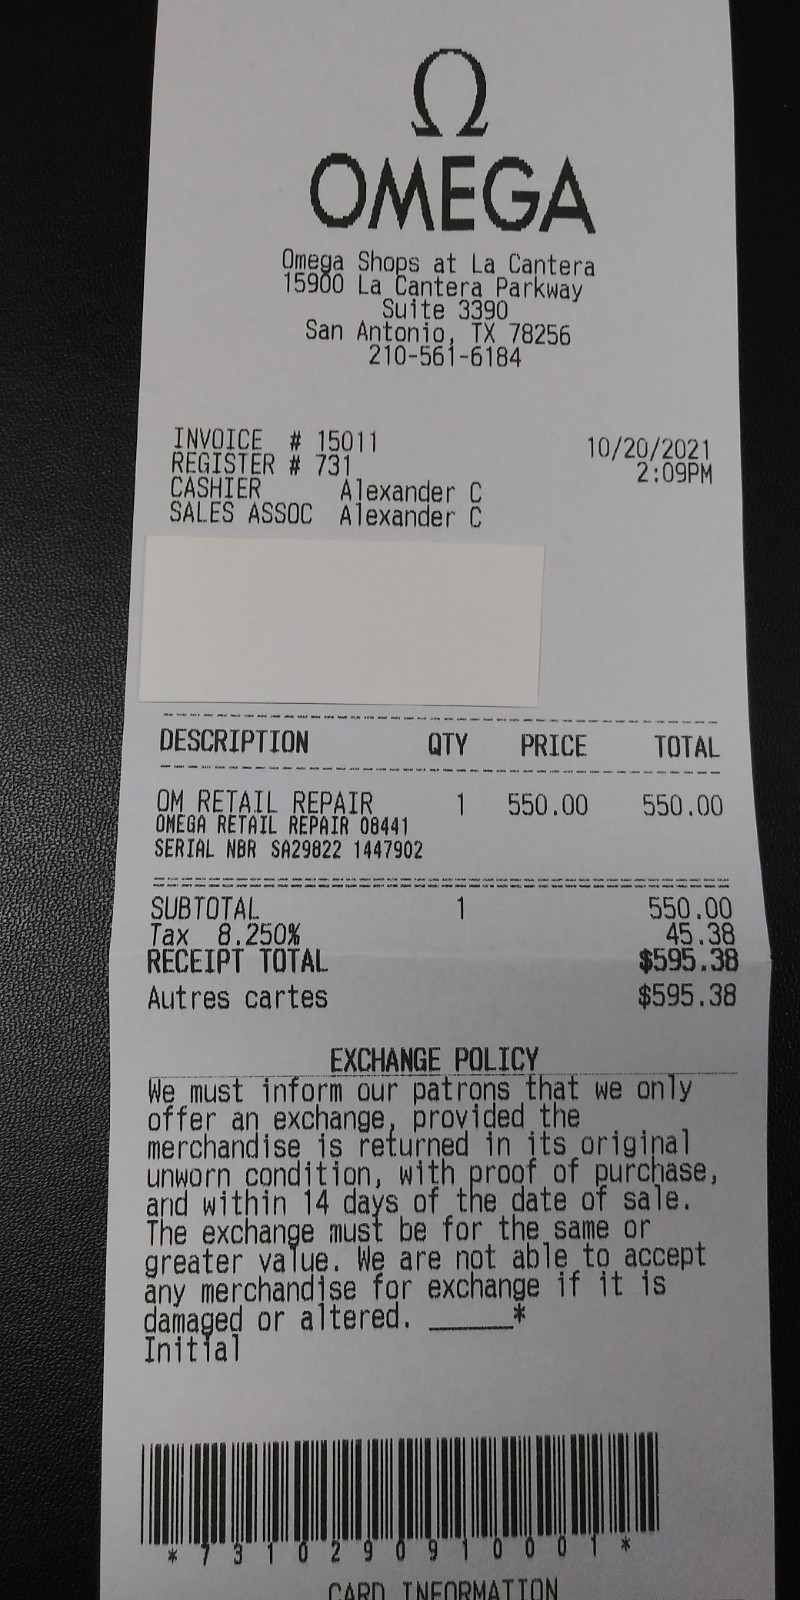 Ω
OMEGA
Omega Shops at La Cantera
15900 La Cantera Parkway
Suite 3390
San Antonio, TX 78256
210-561-6184
INVOICE # 15011 10/20/2021
REGISTER # 731 2:09PM
CASHIER Alexander C
SALES ASSOC Alexander C
DESCRIPTION QTY PRICE TOTAL
OM RETAIL REPAIR 1 550.00 550.00
OMEGA RETAIL REPAIR 08441
SERIAL NBR SA29822 1447902
SUBTOTAL 1 550.00
Tax 8.250% 45.38
RECEIPT TOTAL $595.38
Autres cartes $595.38
EXCHANGE POLICY
We must inform our patrons that we only
offer an exchange, provided the
merchandise is returned in its original
unworn condition, with proof of purchase,
and within 14 days of the date of sale.
The exchange must be for the same or
greater value. We are not able to accept
any merchandise for exchange if it is
damaged or altered. ______*
Initial
*7310290910001*
CARD INFORMATION